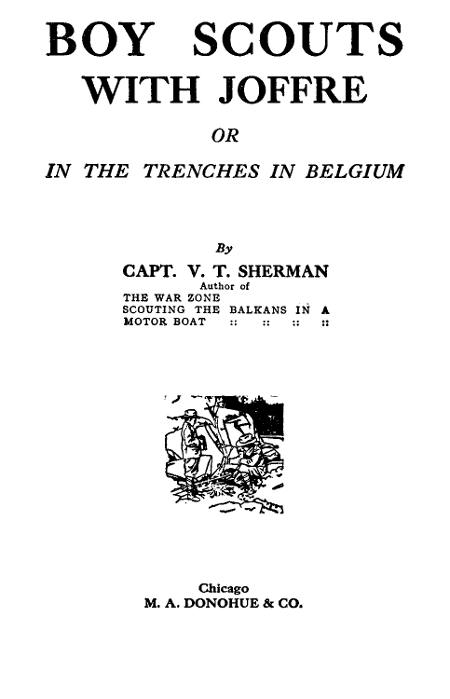 BOY SCOUTS
WITH JOFFRE
OR
IN THE TRENCHES IN BELGIUM
By
CAPT. V. T. SHERMAN
Author of
THE WAR ZONE
SCOUTING THE BALKANS IN A
MOTOR BOAT :: :: :: ::
Chicago
M. A. DONOHUE & CO.